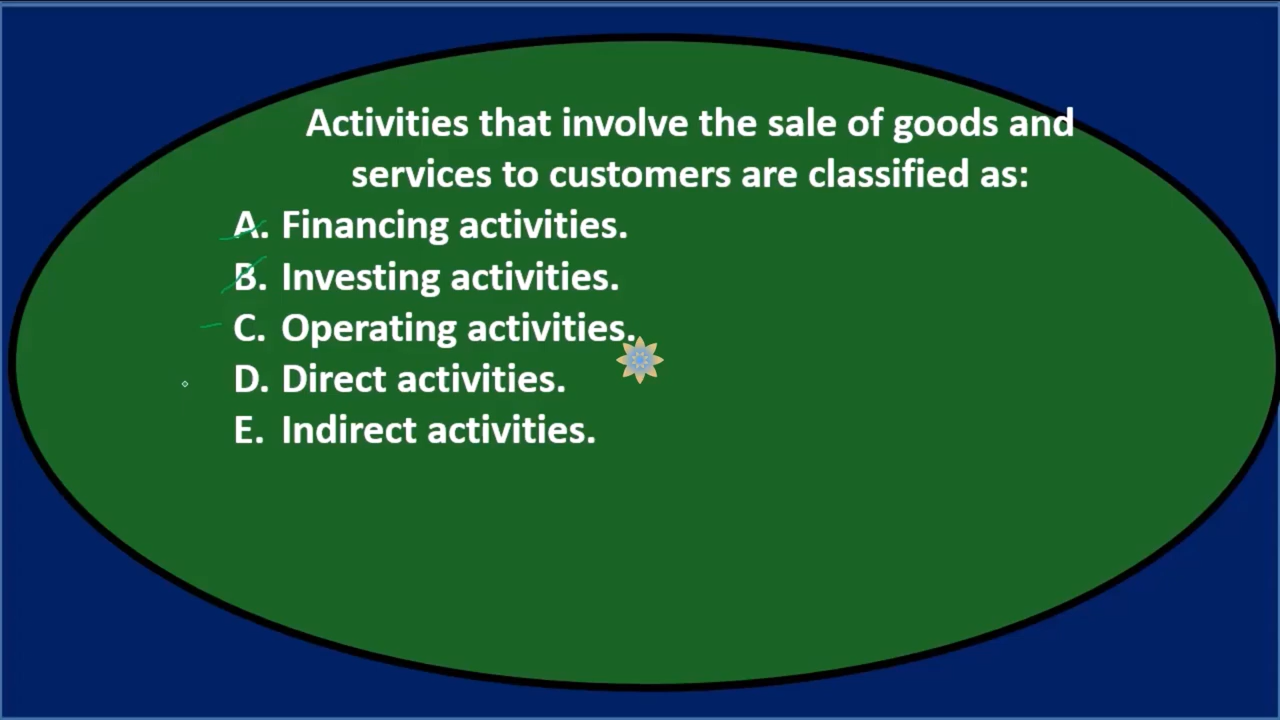 Activities that involve the sale of goods and
services to customers are classified as:
A. Financing activities.
B. Investing activities.
C. Operating activities.
D. Direct activities.
E. Indirect activities.